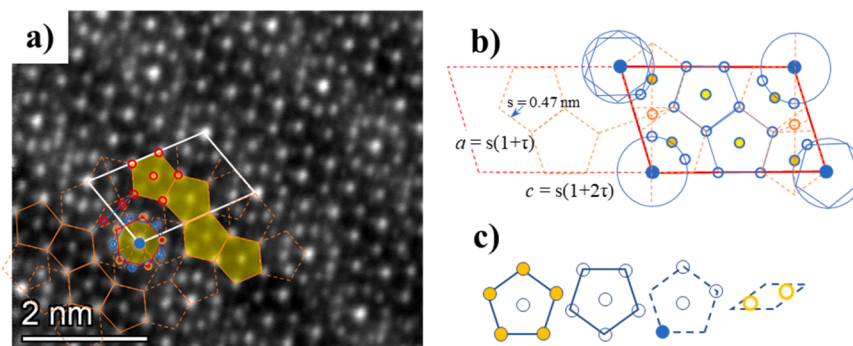 a)
2 nm
b)
s = 0.47 nm
a = s(1+τ)
c = s(1+2τ)
c)